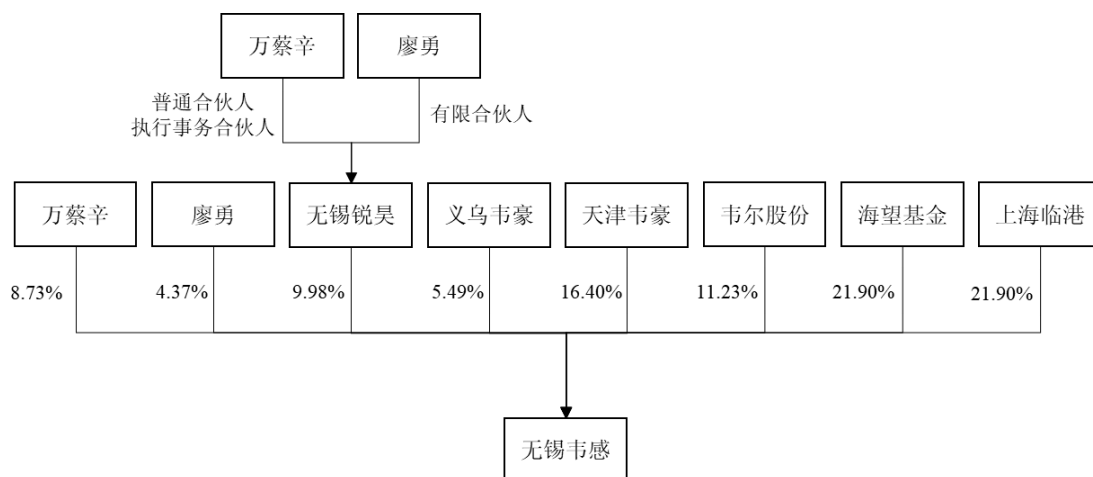 万蔡辛
廖勇
普通合伙人
执行事务合伙人
有限合伙人
万蔡辛
廖勇
无锡锐昊
义乌韦豪
天津韦豪
韦尔股份
海望基金
上海临港
8.73%
4.37%
9.98%
5.49%
16.40%
11.23%
21.90%
21.90%
无锡韦感